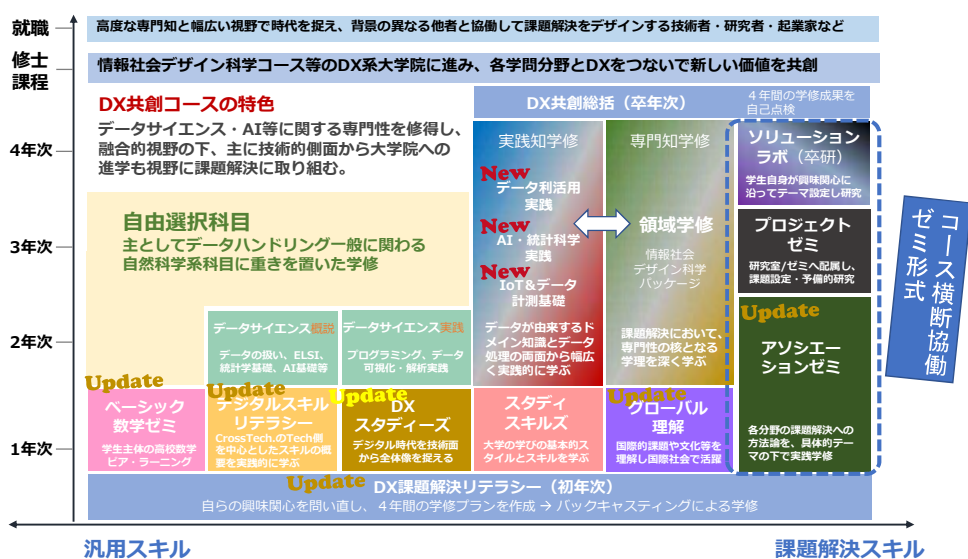 就職
高度な専門知と幅広い視野で時代を捉え、背景の異なる他者と協働して課題解決をデザインする技術者・研究者・起業家など
修士
課程
情報社会デザイン科学コース等のDX系大学院に進み、各学問分野とDXをつないで新しい価値を共創
DX共創コースの特色
データサイエンス・AI等に関する専門性を修得し、
融合的視野の下、主に技術的側面から大学院への
進学も視野に課題解決に取り組む。
DX共創総括（卒年次）
４年間の学修成果を
自己点検
4年次
実践知学修
New
データ利活用
実践
New
AI・統計科学
実践
New
IoT&データ
計測基礎
データが由来するド
メイン知識とデータ
処理の両面から幅広
く実践的に学ぶ
専門知学修
領域学修
情報社会
デザイン科学
パッケージ
課題解決において、
専門性の核となる
学理を深く学ぶ
ソリューション
ラボ（卒研）
学生自身が興味関心に
沿ってテーマ設定し研究
プロジェクト
ゼミ
研究室/ゼミへ配属し、
課題設定・予備的研究
Update
アソシエー
ションゼミ
各分野の課題解決への
方法論を、具体的テー
マの下で実践学修
コース横断協働
ゼミ形式
3年次
自由選択科目
主としてデータハンドリング一般に関わる
自然科学系科目に重きを置いた学修
2年次
データサイエンス概説
データの扱い、ELSI、
統計学基礎、AI基礎等
データサイエンス実践
プログラミング、データ
可視化・解析実践
1年次
Update
ベーシック
数学ゼミ
学生主体の高校数学
ピア・ラーニング
Update
デジタルスキル
リテラシー
CrossTech.のTech側
を中心としたスキルの概
要を実践的に学ぶ
Update
DX
スタディーズ
デジタル時代を技術面
から全体像を捉える
スタディ
スキルズ
大学の学びの基本的ス
タイルとスキルを学ぶ
Update
グローバル
理解
国際的課題や文化等を
理解し国際社会で活躍
Update
DX課題解決リテラシー（初年次）
自らの興味関心を問い直し、４年間の学修プランを作成 → バックキャスティングによる学修
汎用スキル
課題解決スキル